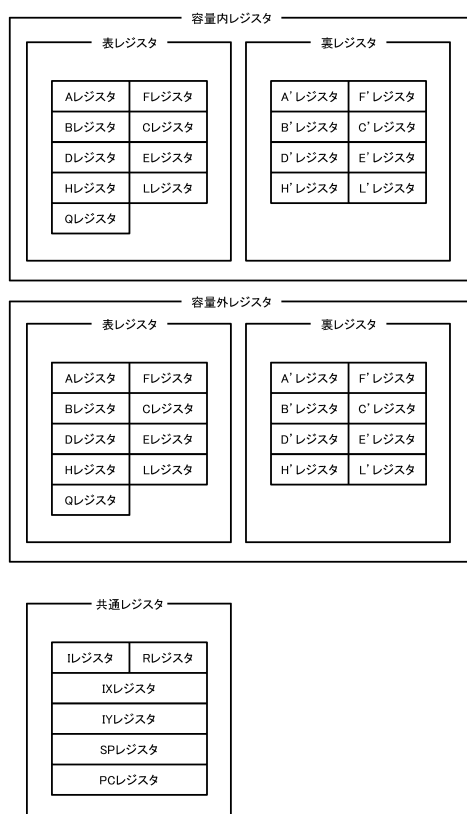 容量内レジスタ
表レジスタ
裏レジスタ
Aレジスタ Fレジスタ
Bレジスタ Cレジスタ
Dレジスタ Eレジスタ
Hレジスタ Lレジスタ
Qレジスタ
A'レジスタ F'レジスタ
B'レジスタ C'レジスタ
D'レジスタ E'レジスタ
H'レジスタ L'レジスタ
容量外レジスタ
表レジスタ
裏レジスタ
Aレジスタ Fレジスタ
Bレジスタ Cレジスタ
Dレジスタ Eレジスタ
Hレジスタ Lレジスタ
Qレジスタ
A'レジスタ F'レジスタ
B'レジスタ C'レジスタ
D'レジスタ E'レジスタ
H'レジスタ L'レジスタ
共通レジスタ
Iレジスタ Rレジスタ
IXレジスタ
IYレジスタ
SPレジスタ
PCレジスタ